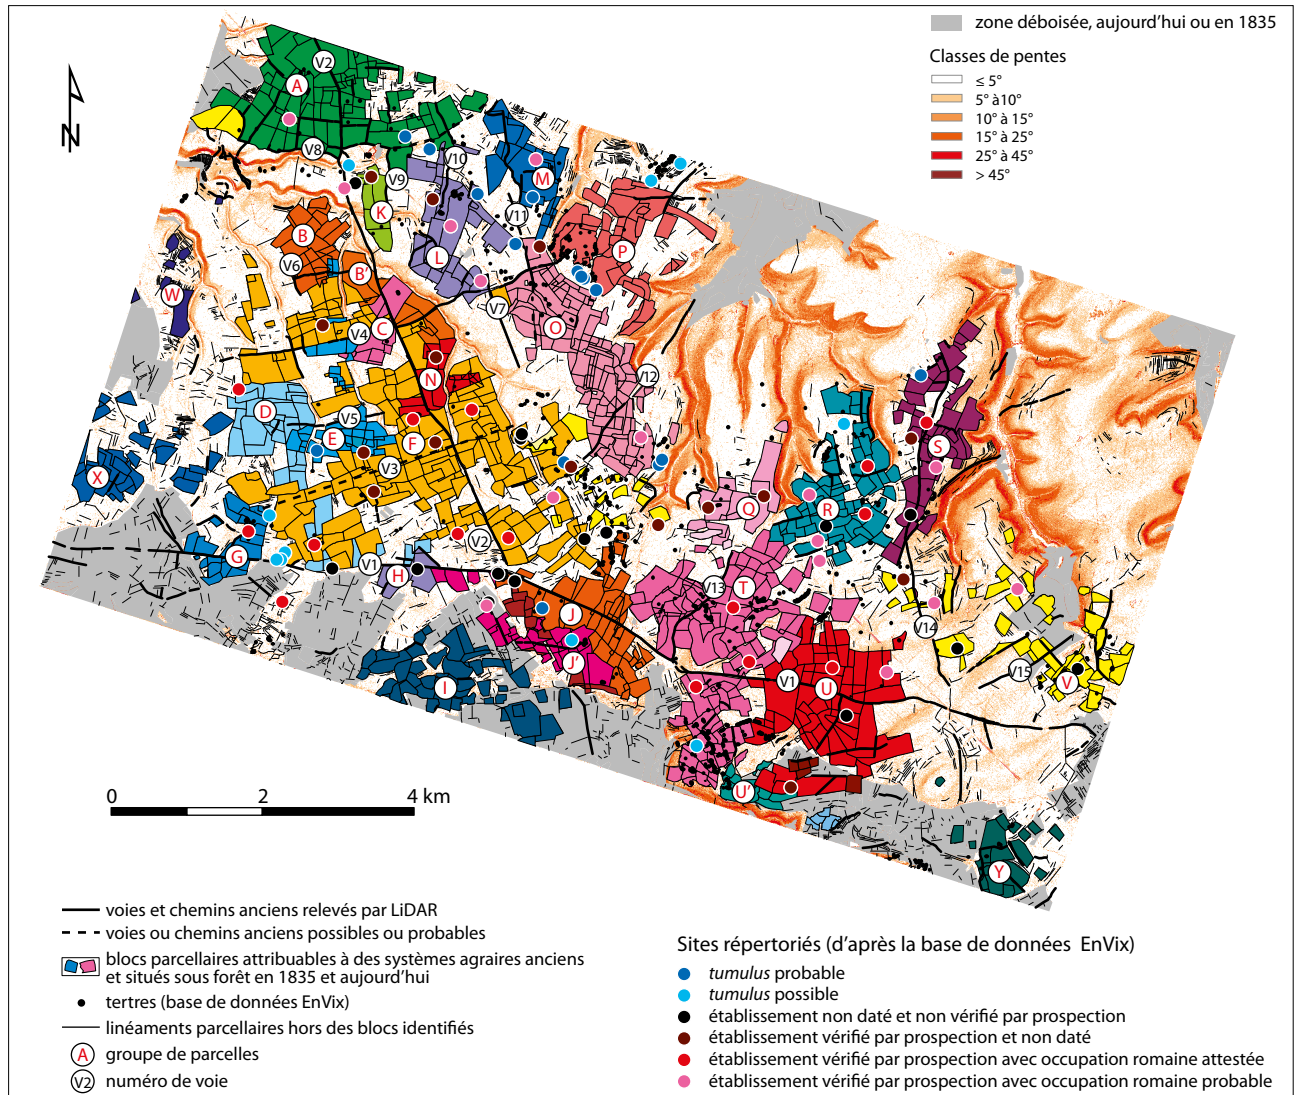 zone déboisée, aujourd'hui ou en 1835
Classes de pentes
≤ 5°
5° à10°
10° à 15°
15° à 25°
25° à 45°
> 45°
N
V2
A
V8
V9
V10
K
M
V11
B
V6
B'
L
P
W
V7
O
V4
C
N
V12
D
V5
E
F
V3
S
X
Q
R
V2
G
V1
H
V13
T
J
V14
J'
V15
V
I
V1
U
U'
Y
0 2 4 km
voies et chemins anciens relevés par LiDAR
voies ou chemins anciens possibles ou probables
blocs parcellaires attribuables à des systèmes agraires anciens
et situés sous forêt en 1835 et aujourd'hui
tertres (base de données EnVix)
linéaments parcellaires hors des blocs identifiés
A groupe de parcelles
V2 numéro de voie
Sites répertoriés (d'après la base de données EnVix)
tumulus probable
tumulus possible
établissement non daté et non vérifié par prospection
établissement vérifié par prospection et non daté
établissement vérifié par prospection avec occupation romaine attestée
établissement vérifié par prospection avec occupation romaine probable